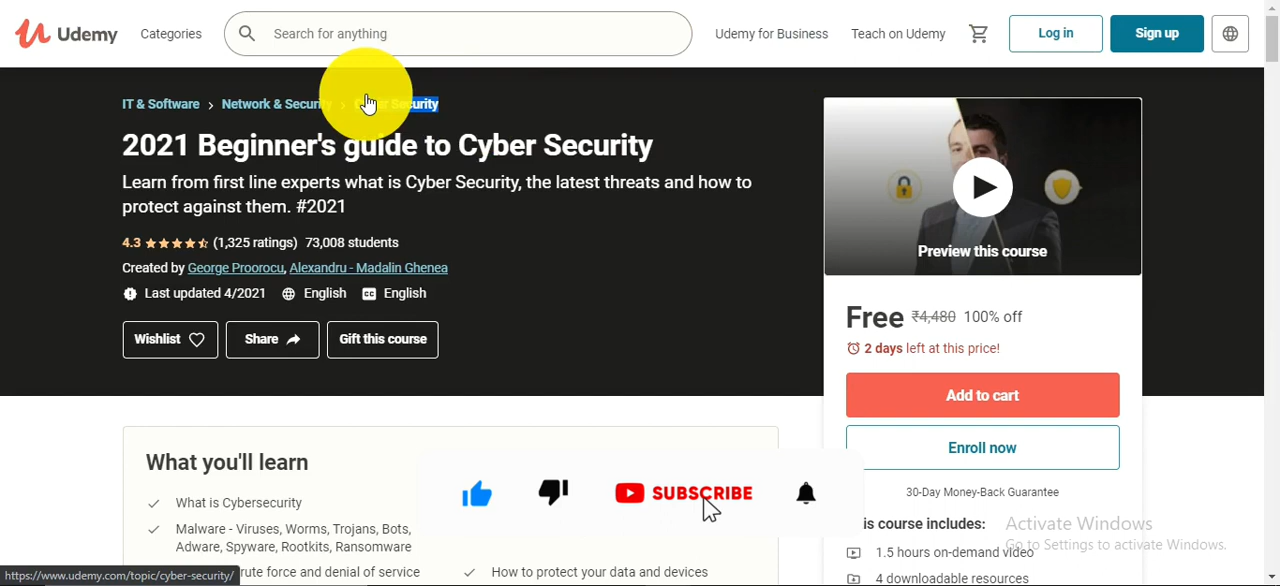 Udemy
Categories
Search for anything
Udemy for Business
Teach on Udemy
Log in
Sign up
IT & Software › Network & Security › Cyber Security
2021 Beginner's guide to Cyber Security
Learn from first line experts what is Cyber Security, the latest threats and how to
protect against them. #2021
4.3 (1,325 ratings) 73,008 students
Created by George Proorocu, Alexandru - Madalin Ghenea
Last updated 4/2021 English CC English
Wishlist
Share
Gift this course
Preview this course
Free ₹4,480 100% off
2 days left at this price!
Add to cart
Enroll now
30-Day Money-Back Guarantee
is course includes:
1.5 hours on-demand video
4 downloadable resources
What you'll learn
What is Cybersecurity
Malware - Viruses, Worms, Trojans, Bots,
Adware, Spyware, Rootkits, Ransomware
rute force and denial of service
How to protect your data and devices
SUBSCRIBE
Activate Windows
Go to Settings to activate Windows.
https://www.udemy.com/topic/cyber-security/